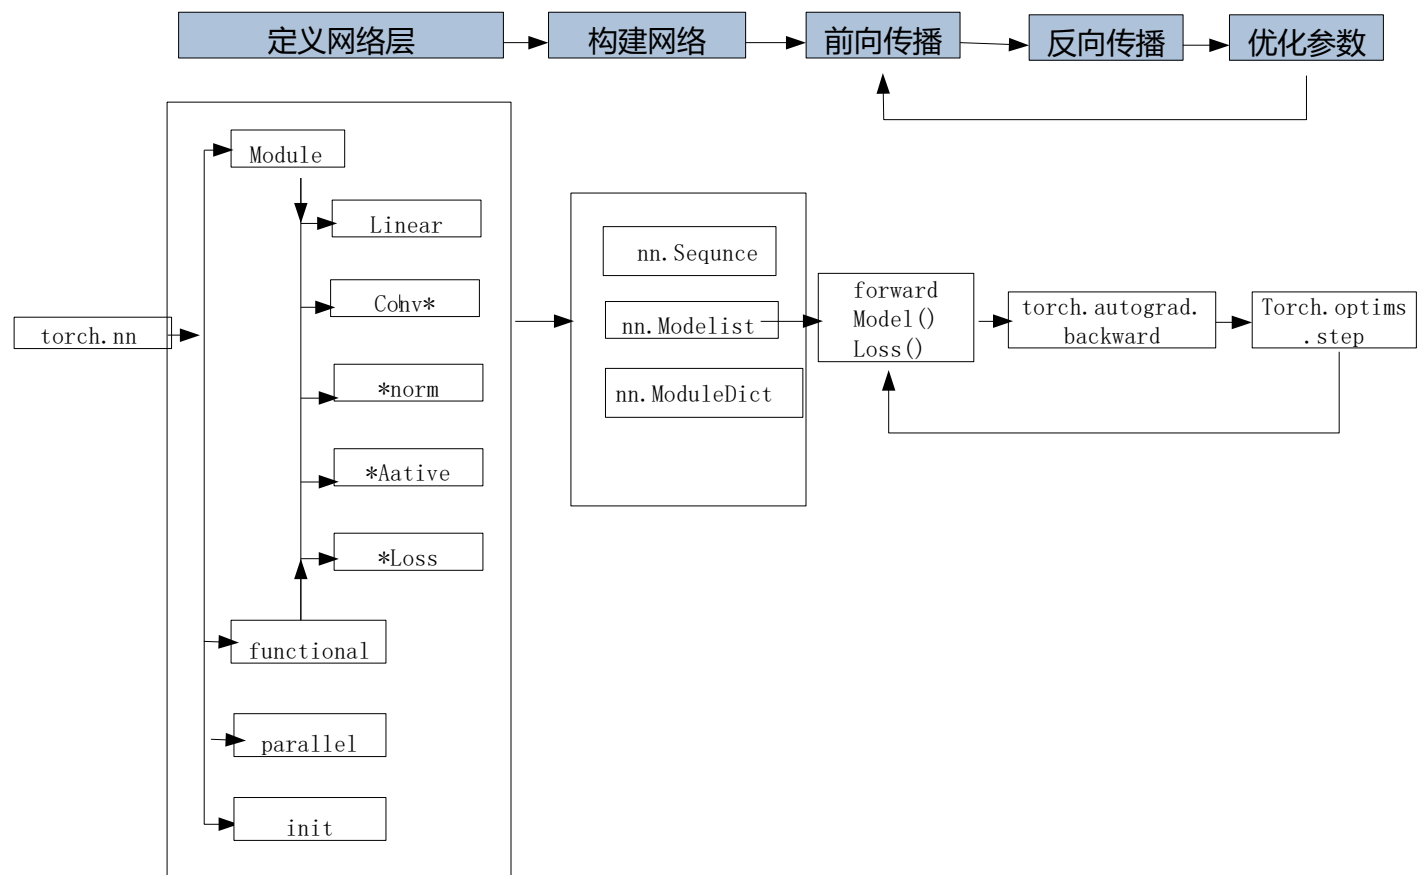 定义网络层
构建网络
前向传播
反向传播
优化参数
torch.nn
Module
Linear
Conv*
*norm
*Aative
*Loss
functional
parallel
init
nn.Sequnce
nn.Modelist
nn.ModuleDict
forward
Model()
Loss()
torch.autograd.
backward
Torch.optims
.step